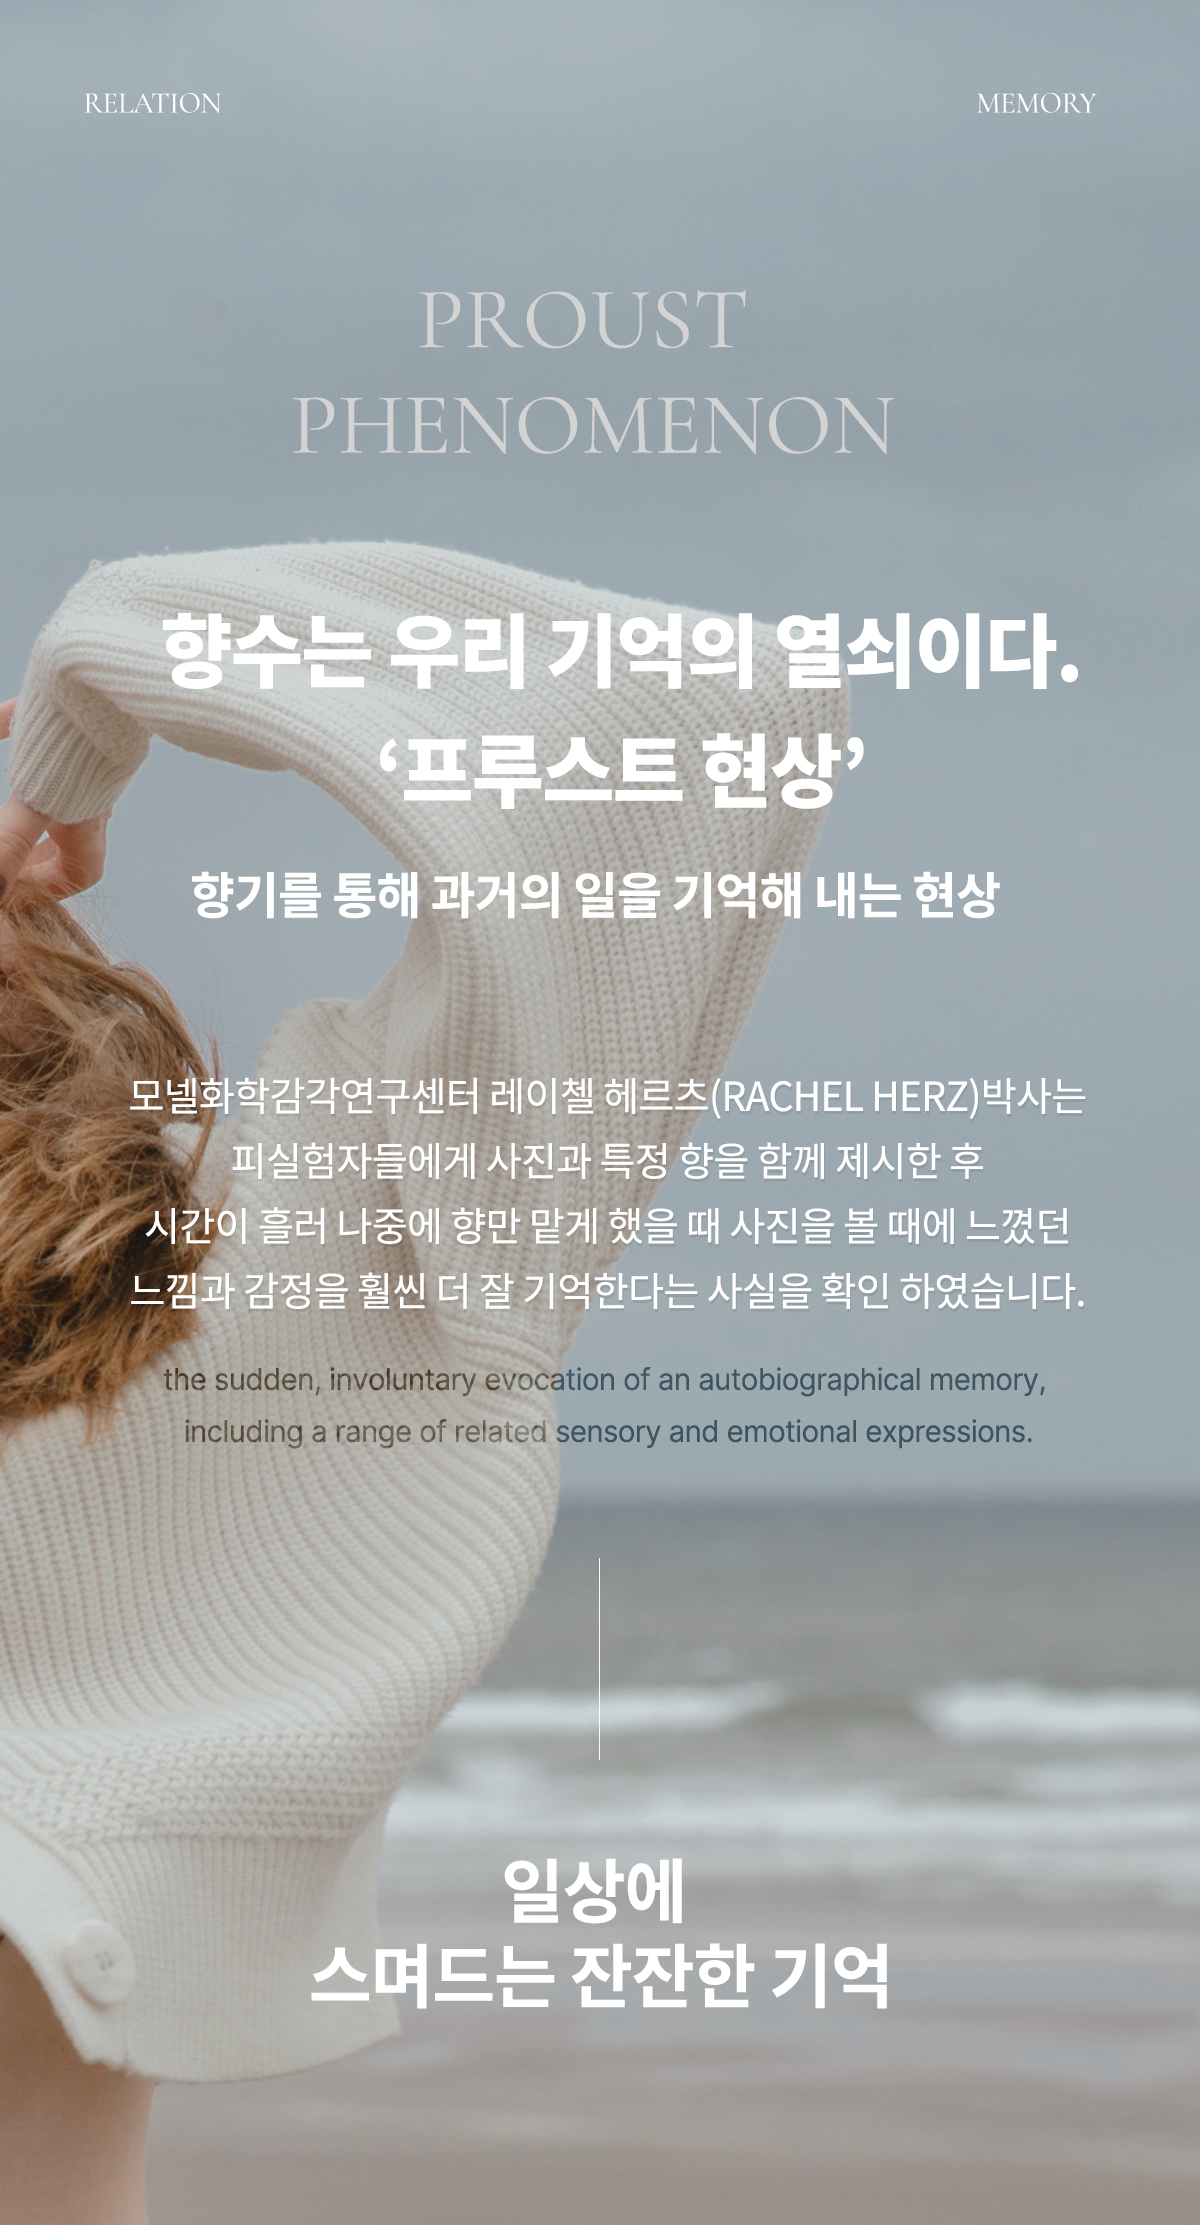 RELATION
MEMORY
PROUST
PHENOMENON
향수는 우리 기억의 열쇠이다.
‘프루스트 현상’
향기를 통해 과거의 일을 기억해 내는 현상
모넬화학감각연구센터 레이첼 헤르츠(RACHEL HERZ)박사는
피실험자들에게 사진과 특정 향을 함께 제시한 후
시간이 흘러 나중에 향만 맡게 했을 때 사진을 볼 때에 느꼈던
느낌과 감정을 훨씬 더 잘 기억한다는 사실을 확인 하였습니다.
the sudden, involuntary evocation of an autobiographical memory,
including a range of related sensory and emotional expressions.
일상에
스며드는 잔잔한 기억